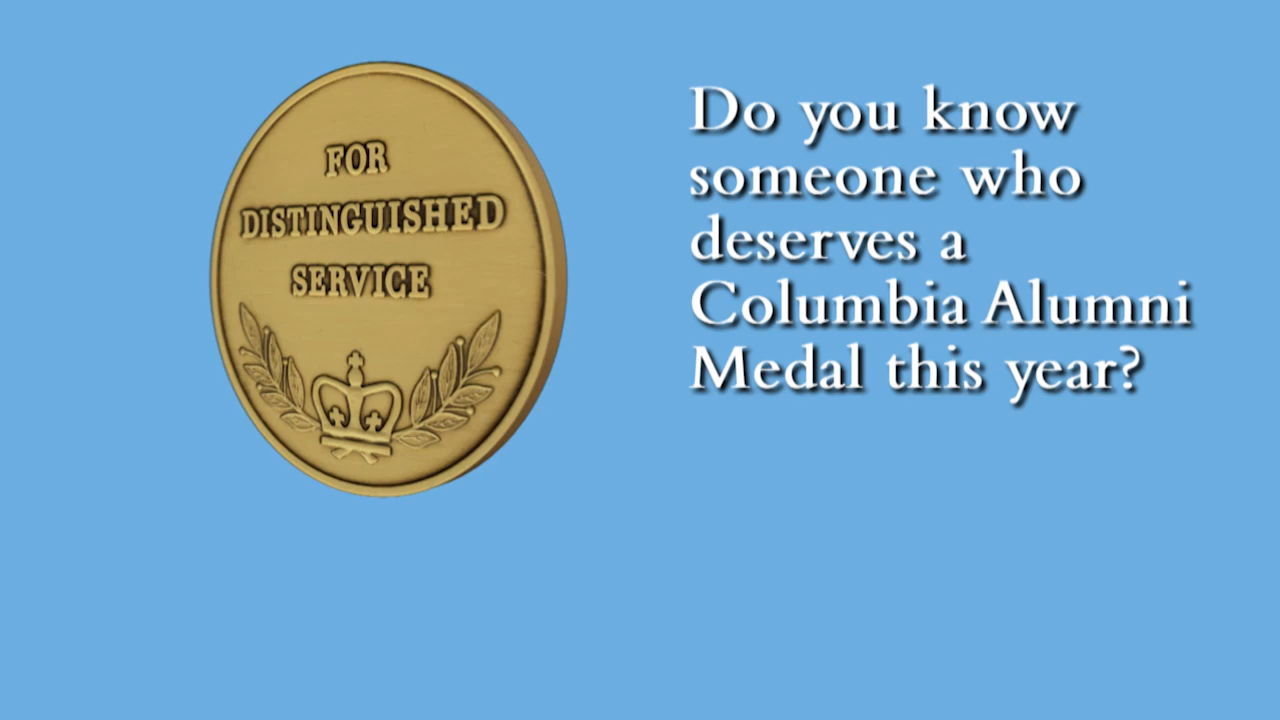 FOR
DISTINGUISHED
SERVICE
Do you know
someone who
deserves a
Columbia Alumni
Medal this year?